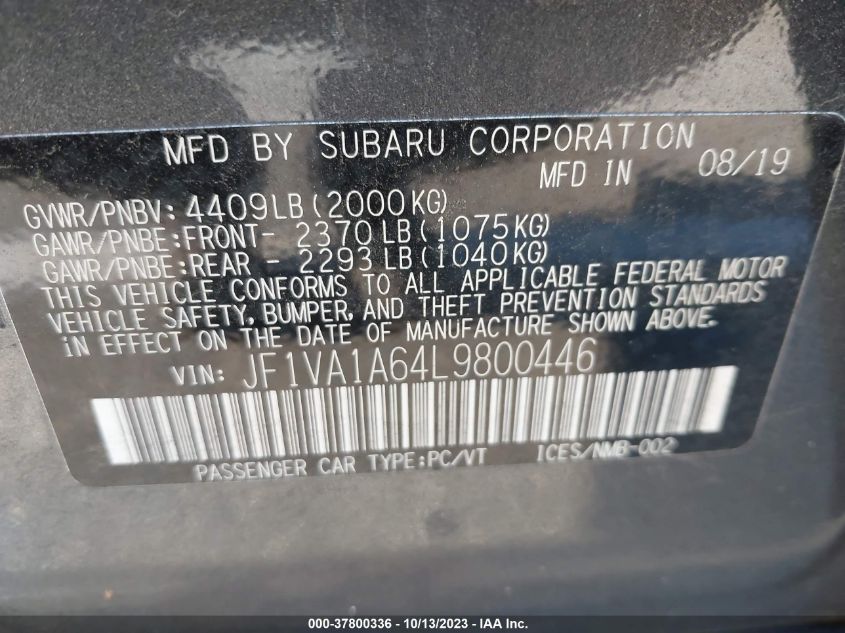 MFD BY SUBARU CORPORATION
MFD IN 08/19
GVWR/PNBV: 4409LB(2000KG)
GAWR/PNBE:FRONT- 2370LB(1075KG)
GAWR/PNBE:REAR - 2293LB(1040KG)
THIS VEHICLE CONFORMS TO ALL APPLICABLE FEDERAL MOTOR
VEHICLE SAFETY, BUMPER, AND THEFT PREVENTION STANDARDS
IN EFFECT ON THE DATE OF MANUFACTURE SHOWN ABOVE.
VIN: JF1VA1A64L9800446
PASSENGER CAR TYPE:PC/VT ICES/NMB-002
000-37800336 - 10/13/2023 - Copyright © IAA, LLC.